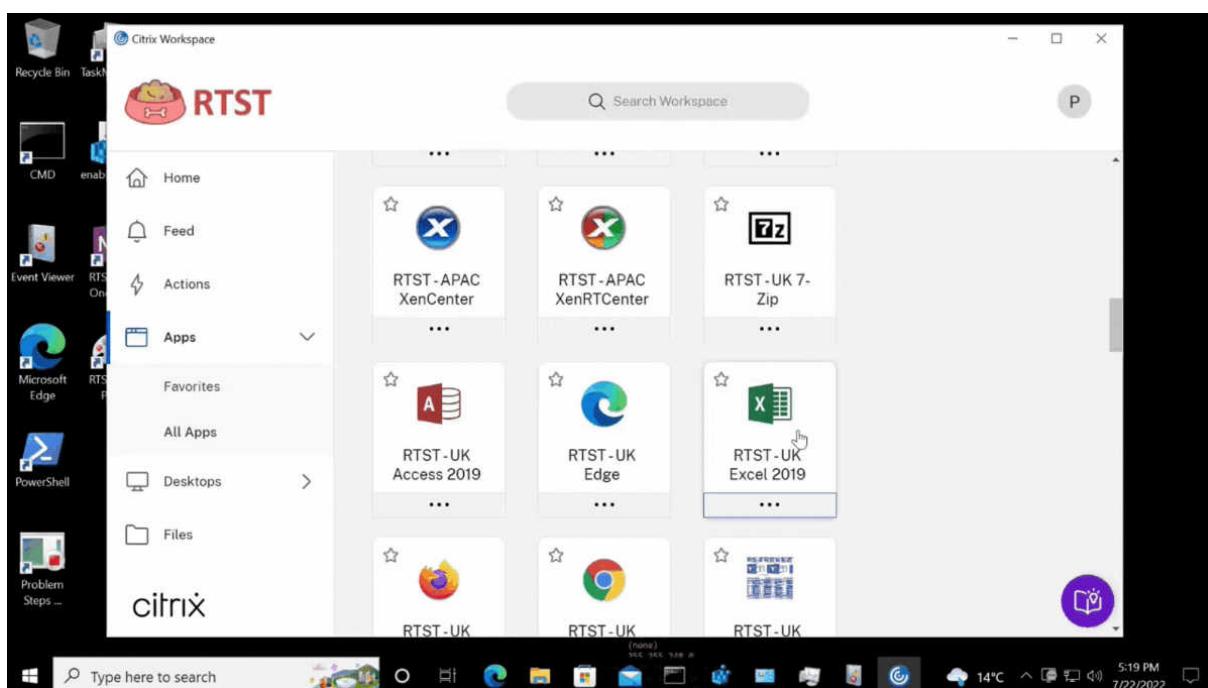 Citrix Workspace
Recycle Bin
RTST
Search Workspace
P
CMD
Home
Feed
Event Viewer
Actions
Apps
Microsoft
Edge
Favorites
All Apps
PowerShell
Desktops
Files
Problem
Steps ...
citrix
RTST-APAC
XenCenter
RTST-APAC
XenRTCenter
7z
RTST-UK 7-
Zip
A
RTST-UK
Access 2019
RTST-UK
Edge
X
RTST-UK
Excel 2019
RTST-UK
RTST-UK
RTST-UK
(none)
Type here to search
14°C
5:19 PM
7/22/2022